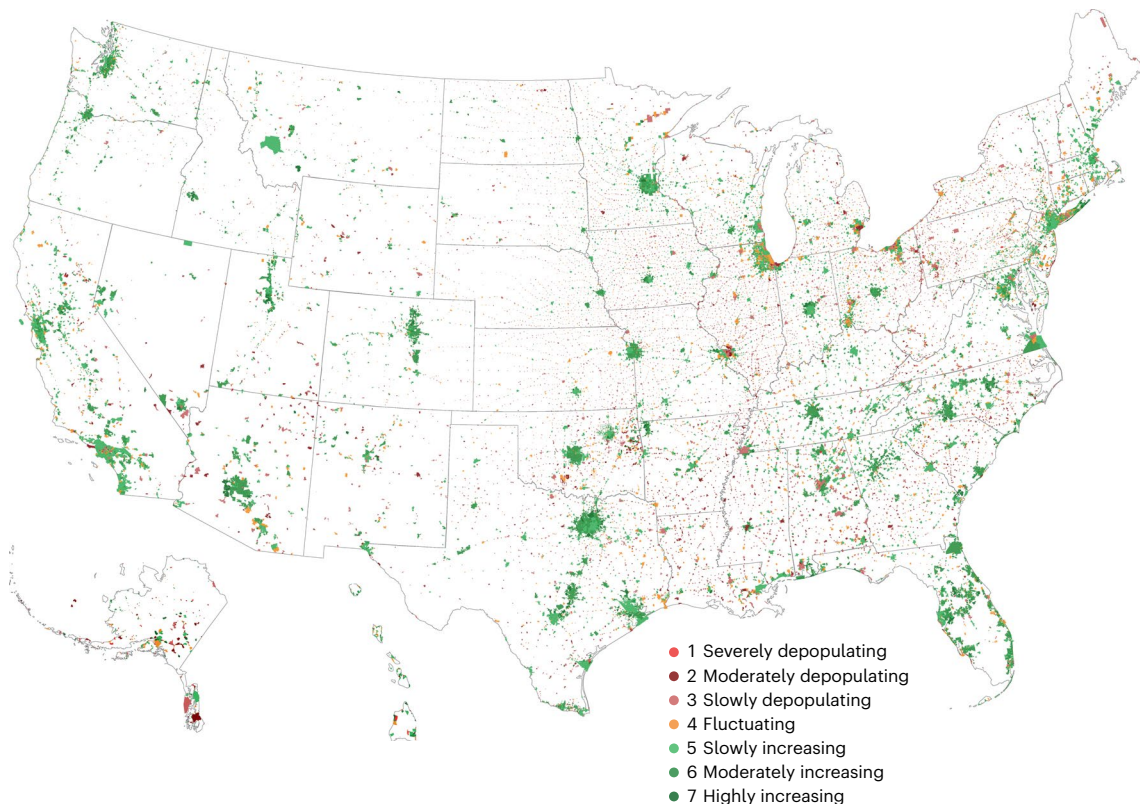 1 Severely depopulating
2 Moderately depopulating
3 Slowly depopulating
4 Fluctuating
5 Slowly increasing
6 Moderately increasing
7 Highly increasing